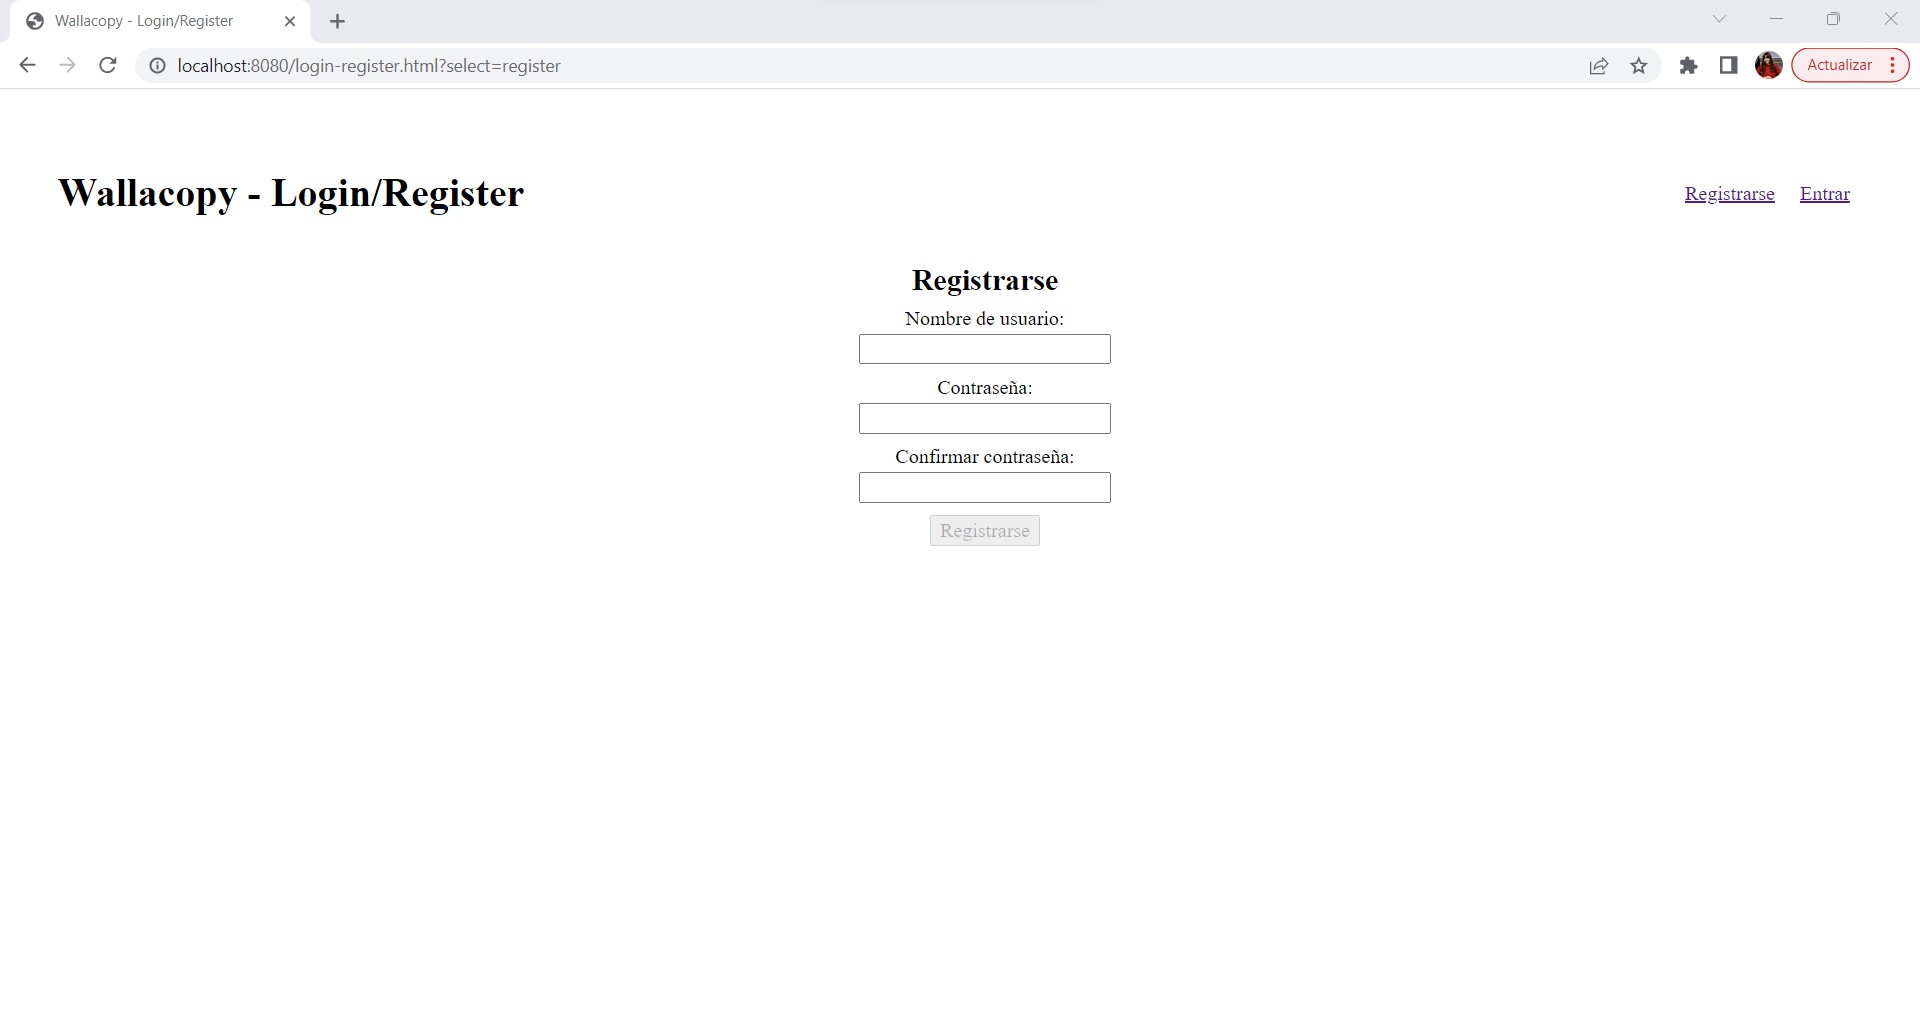 Wallacopy - Login/Register
localhost:8080/login-register.html?select=register
Actualizar
Wallacopy - Login/Register
Registrarse Entrar
Registrarse
Nombre de usuario:
Contraseña:
Confirmar contraseña:
Registrarse